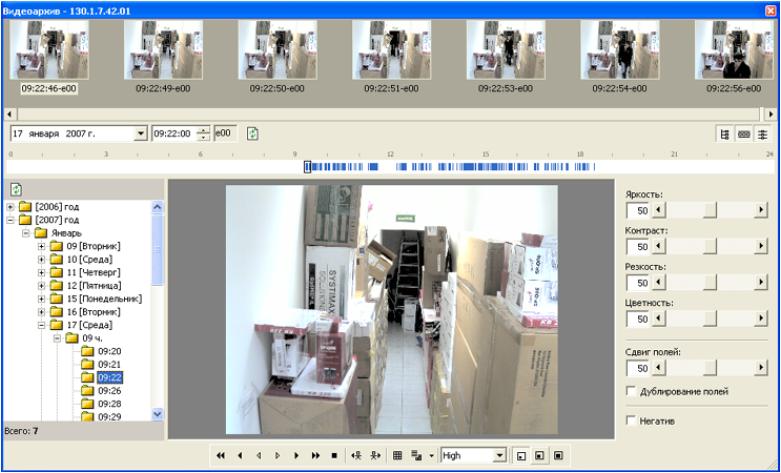 Видеоархив - 130.1.7.42.01
09:22:46-e00 09:22:49-e00 09:22:50-e00 09:22:51-e00 09:22:53-e00 09:22:54-e00 09:22:56-e00
17 января 2007 г. 09:22:00 e00
0 3 6 9 12 15 18 21 24
[2006] год
[2007] год
Январь
09 [Вторник]
10 [Среда]
11 [Четверг]
12 [Пятница]
15 [Понедельник]
16 [Вторник]
17 [Среда]
09 ч.
09:20
09:21
09:22
09:26
09:28
09:29
Всего: 7
SYSTIMAX
Яркость:
50
Контраст:
50
Резкость:
50
Цветность:
50
Сдвиг полей:
50
Дублирование полей
Негатив
High